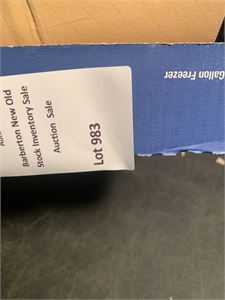 Barberton New Old
Stock Inventory Sale
Auction Sale
Lot 983
Gallon Freezer